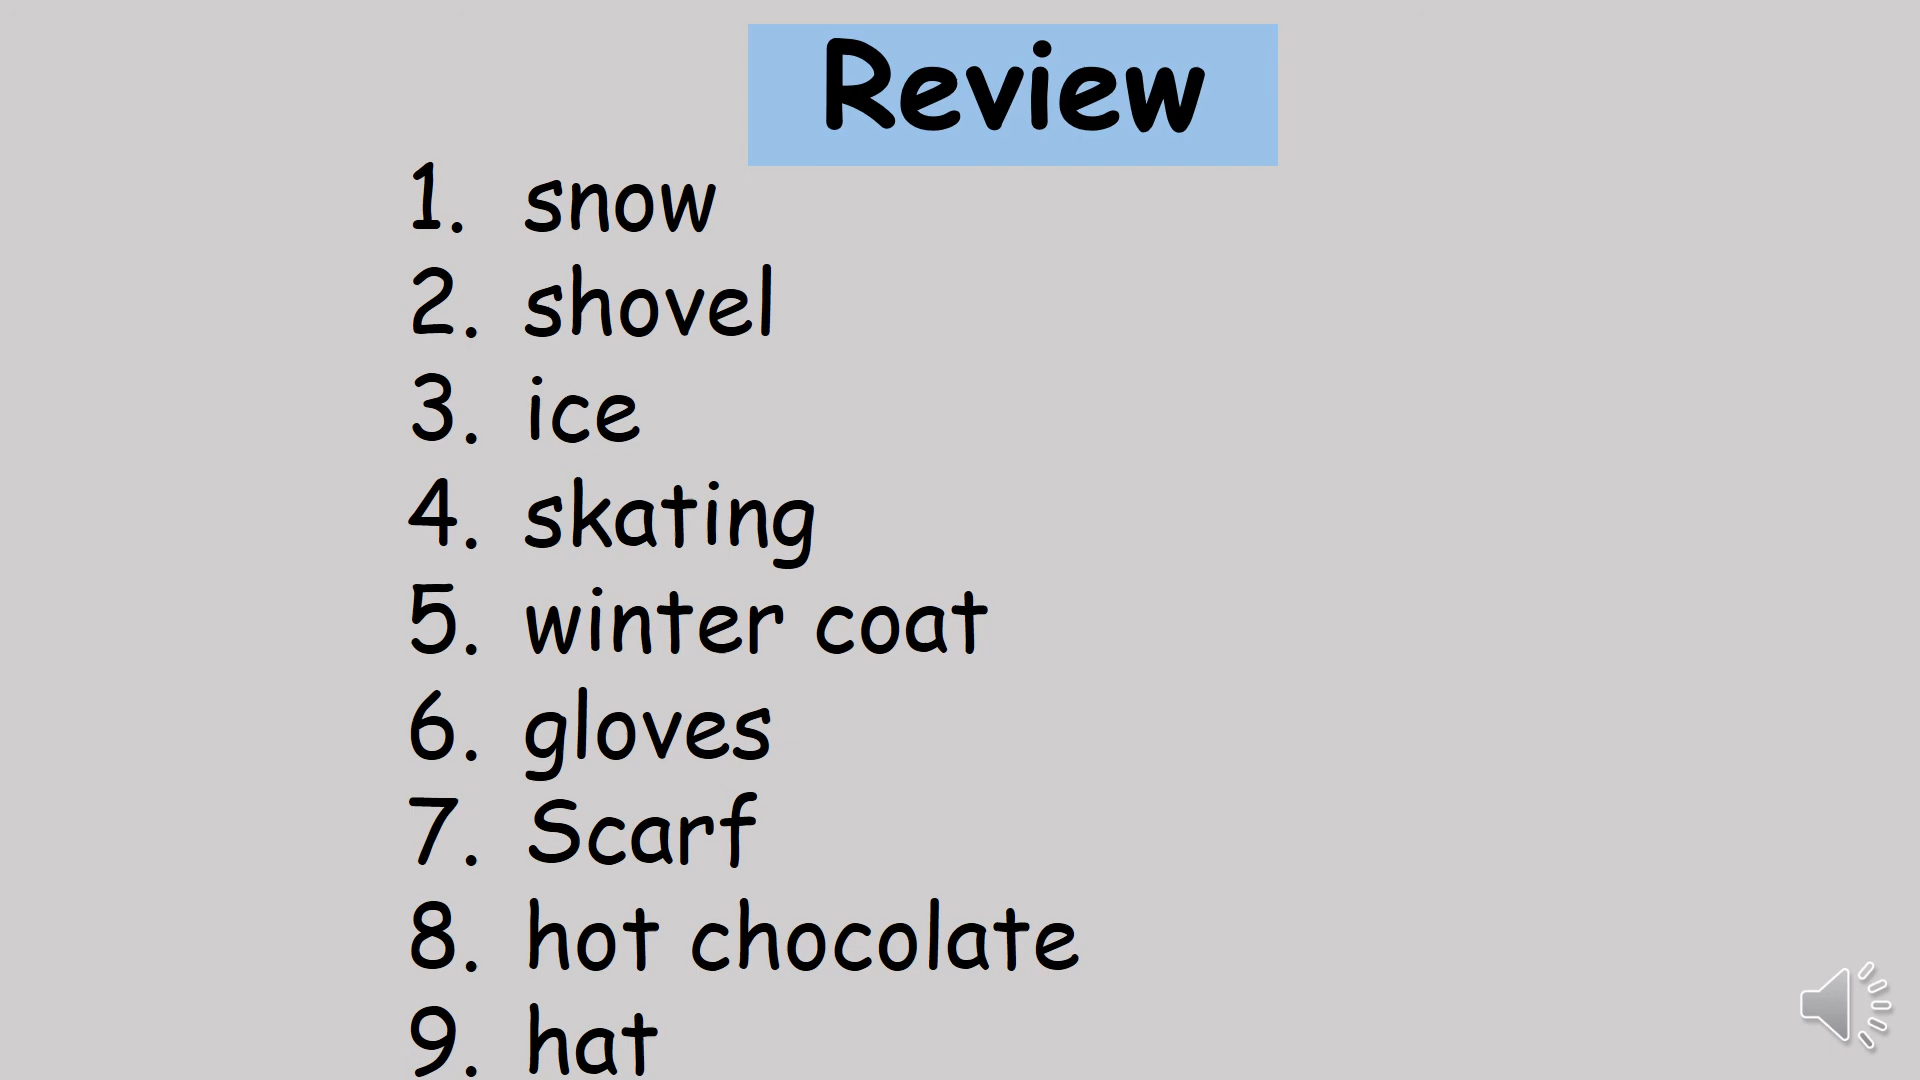 Review
1. snow
2. shovel
3. ice
4. skating
5. winter coat
6. gloves
7. Scarf
8. hot chocolate
9. hat